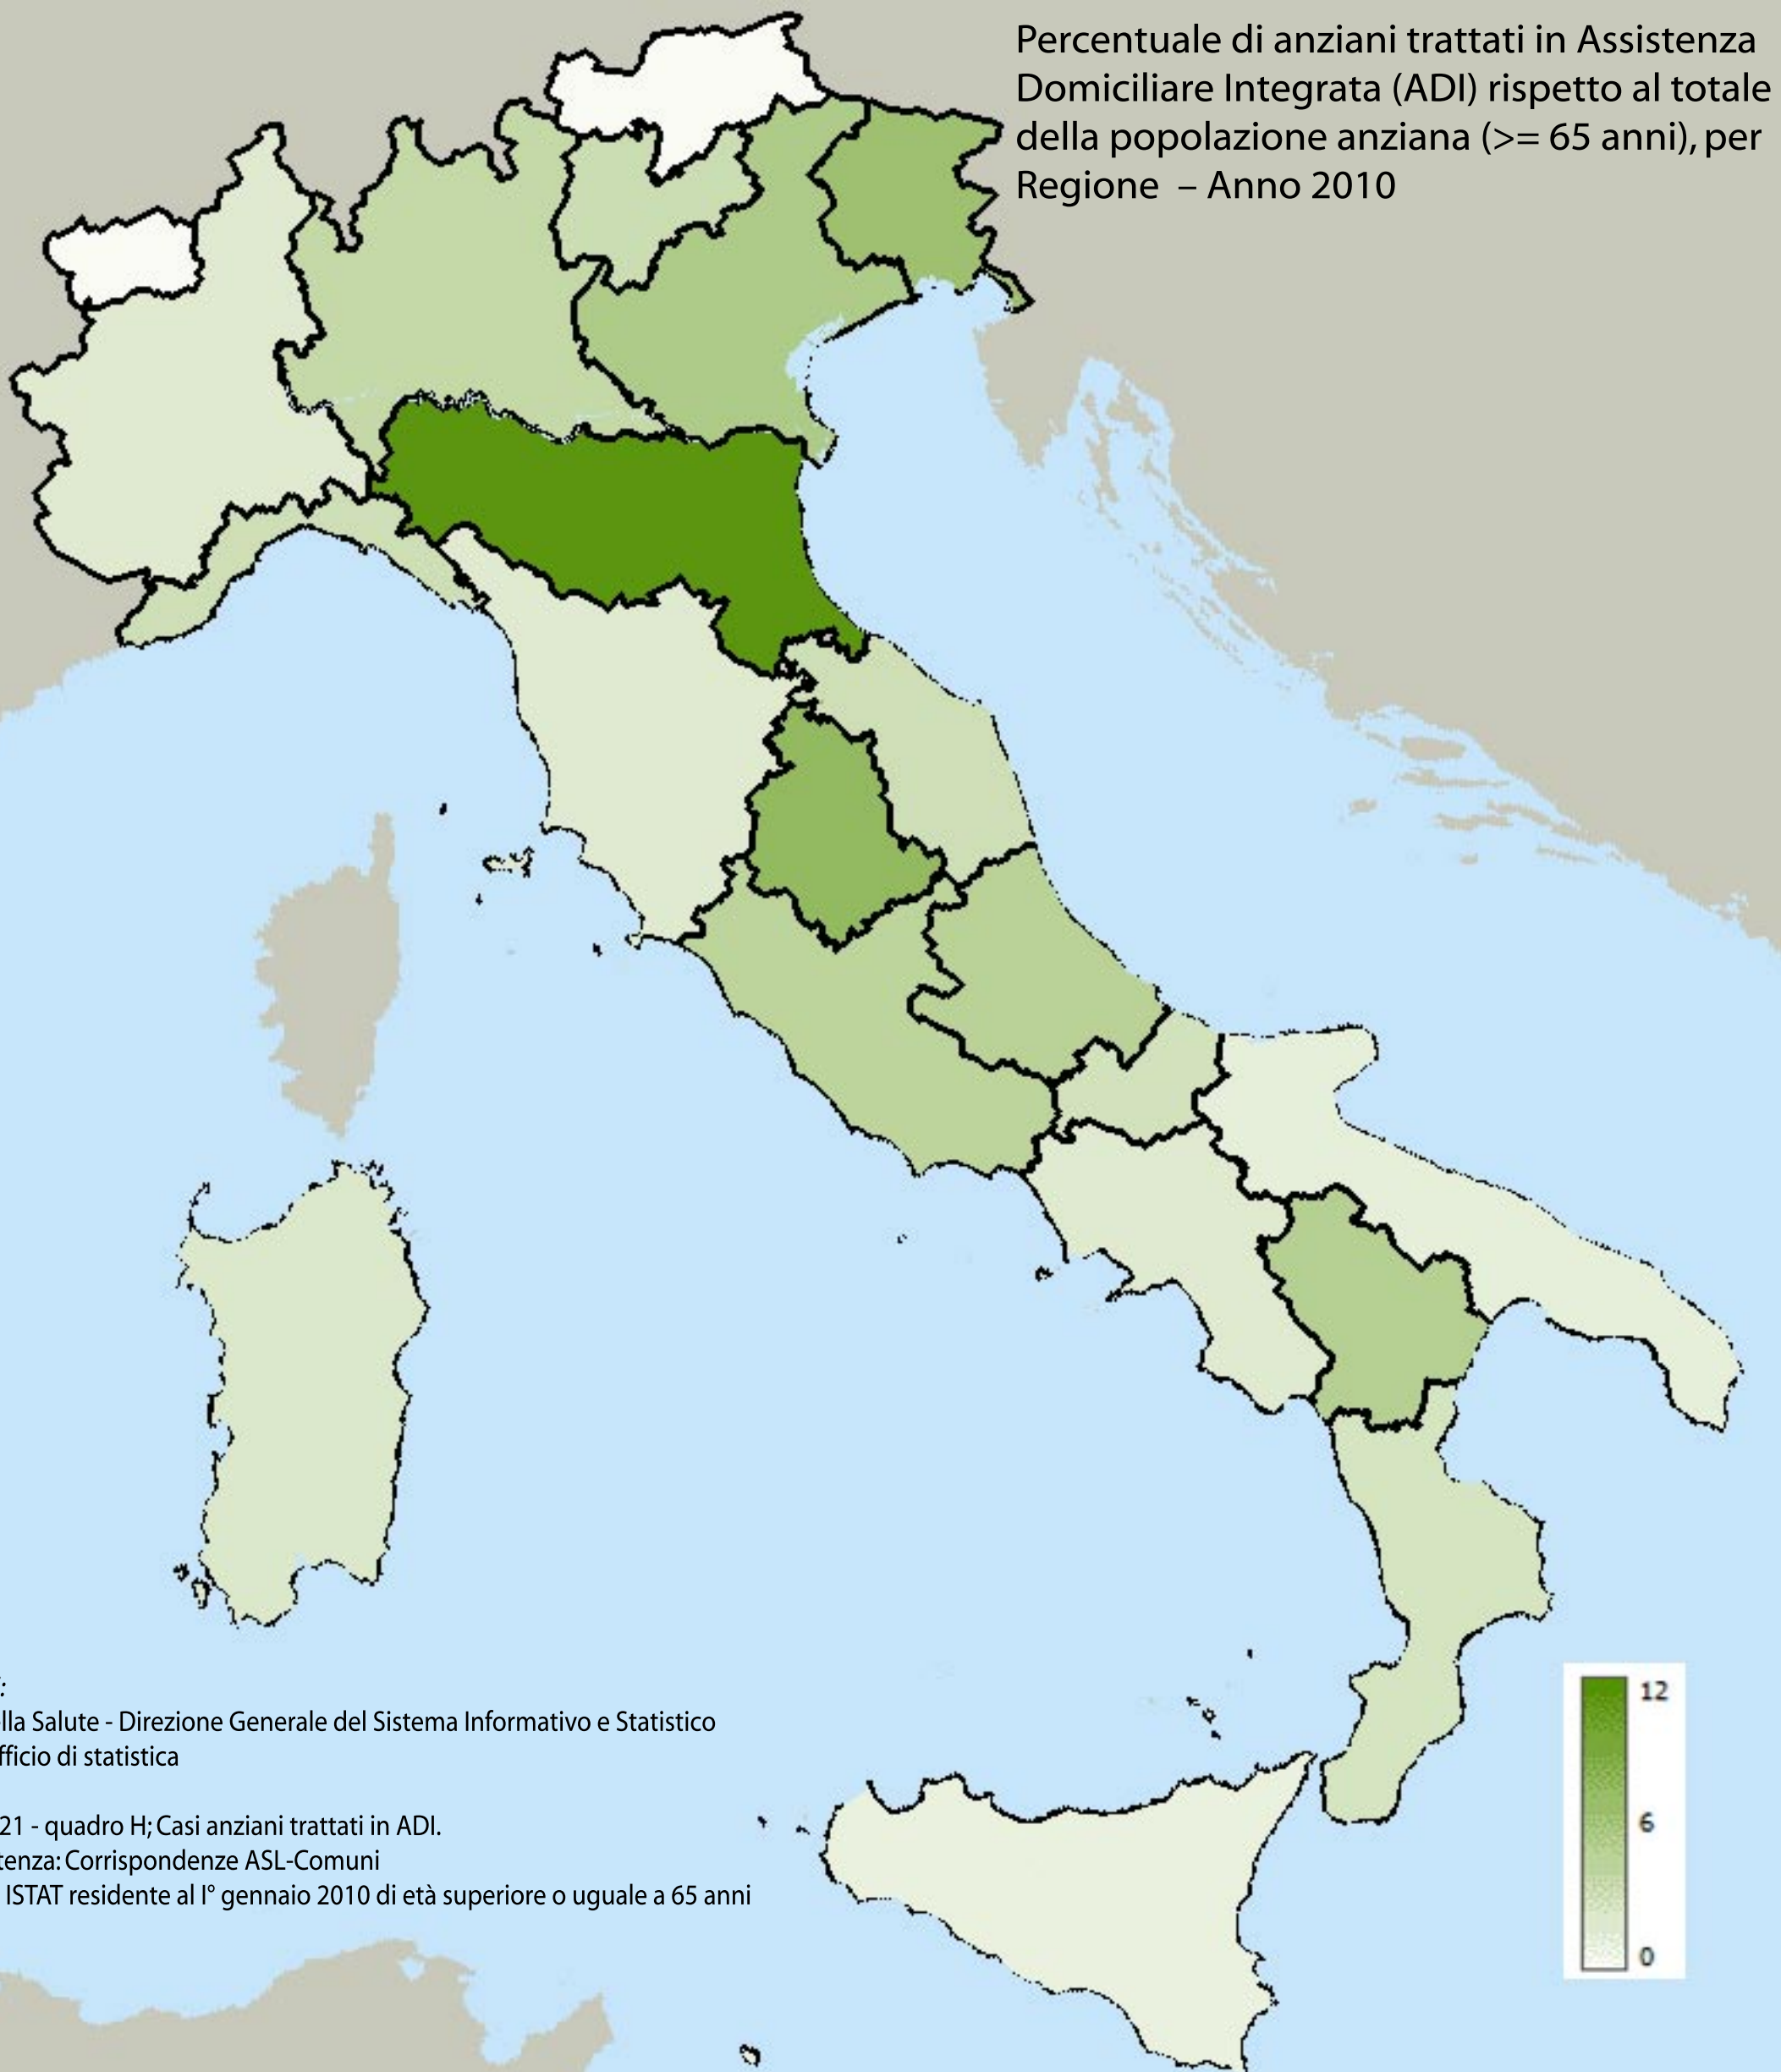 Percentuale di anziani trattati in Assistenza
Domiciliare Integrata (ADI) rispetto al totale
della popolazione anziana (>= 65 anni), per
Regione – Anno 2010
lla Salute - Direzione Generale del Sistema Informativo e Statistico
fficio di statistica
21 - quadro H; Casi anziani trattati in ADI.
tenza: Corrispondenze ASL-Comuni
ISTAT residente al I° gennaio 2010 di età superiore o uguale a 65 anni
12
6
0